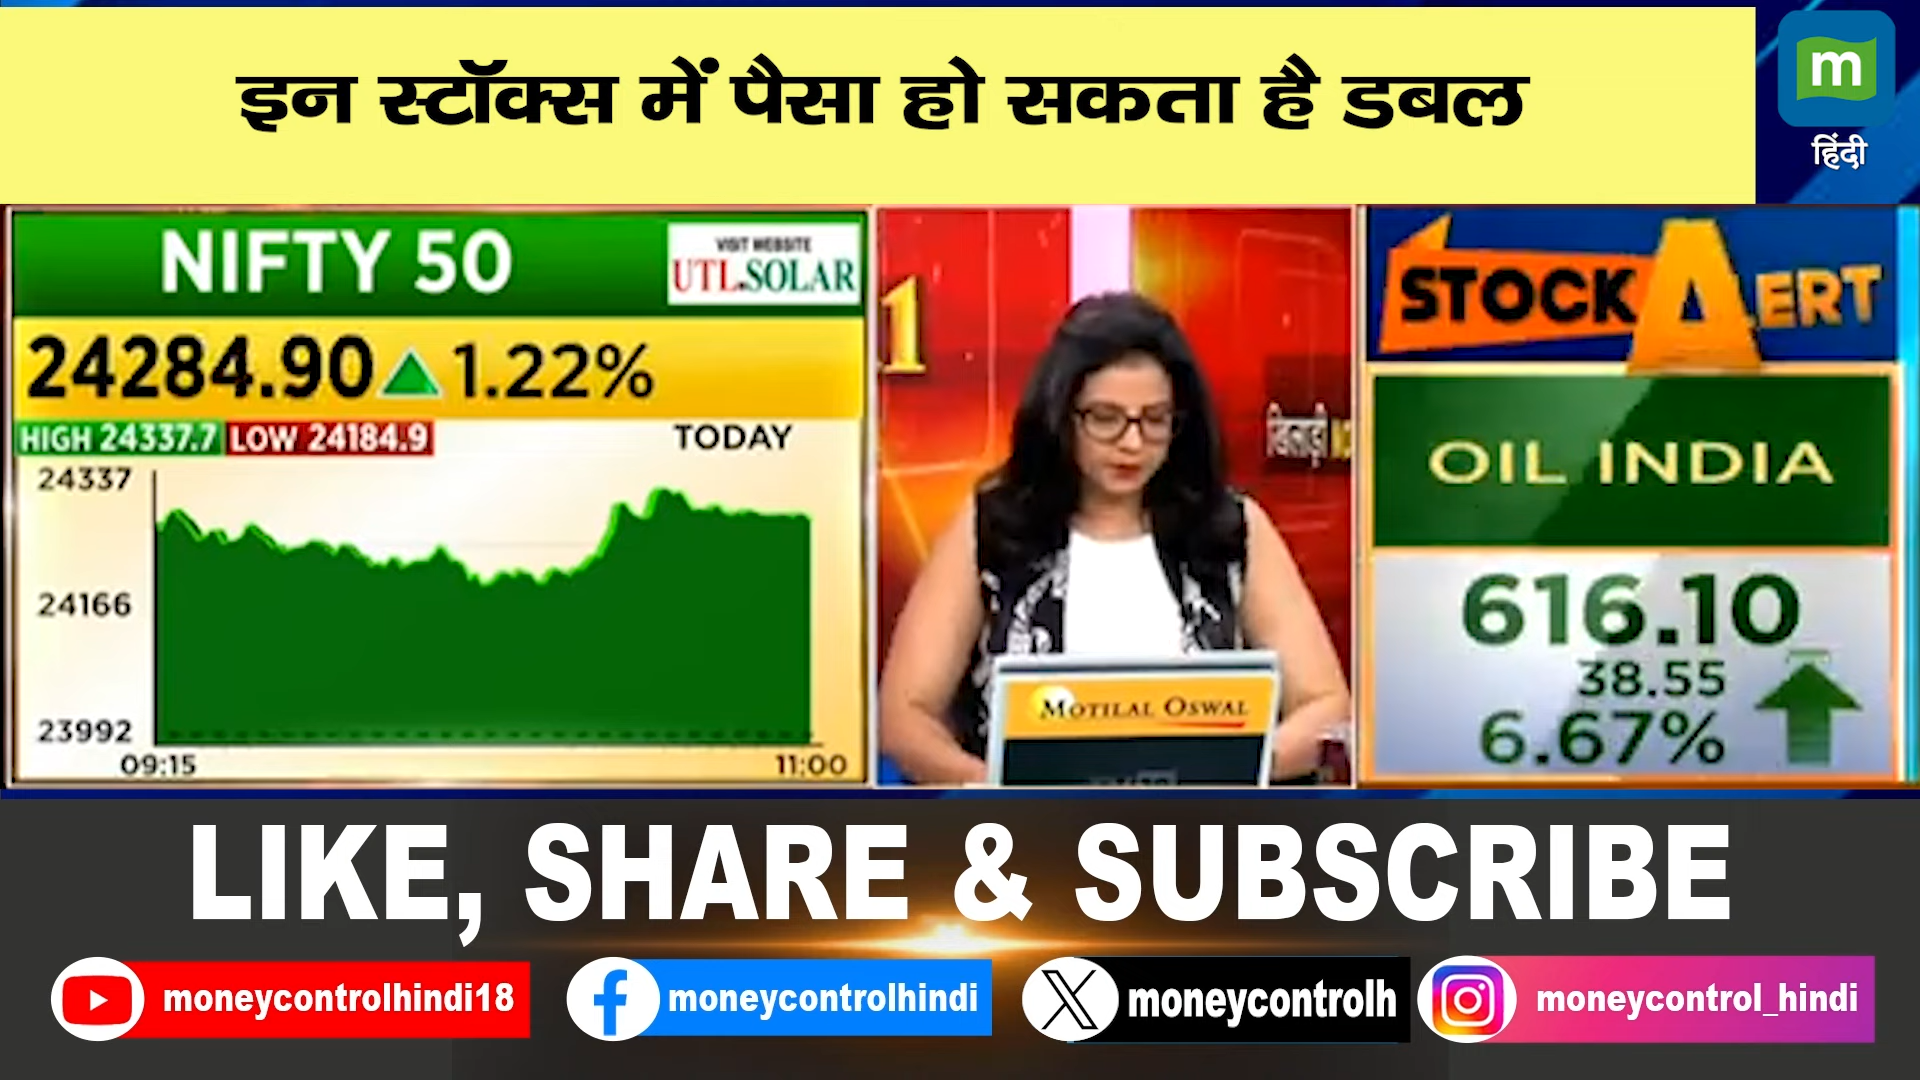 इन स्टॉक्स में पैसा हो सकता है डबल
m
हिंदी
NIFTY 50
VISIT WEBSITE
UTL SOLAR
24284.90 1.22%
HIGH 24337.7 LOW 24184.9
TODAY
24337
24166
23992
09:15 11:00
1
खिलाड़ी NO
MOTILAL OSWAL
STOCK ALERT
OIL INDIA
616.10
38.55
6.67%
LIKE, SHARE & SUBSCRIBE
moneycontrolhindi18
moneycontrolhindi
moneycontrolh
moneycontrol_hindi